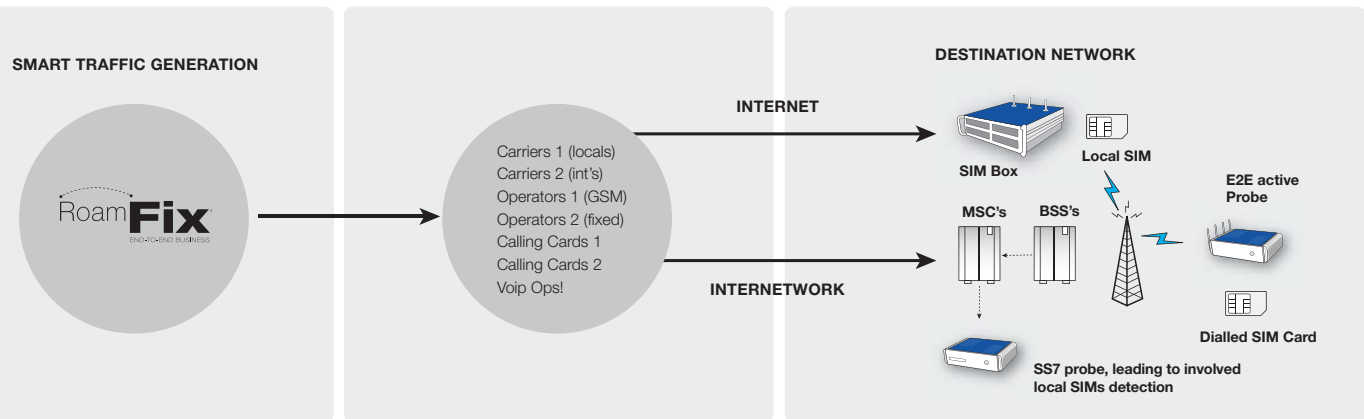 SMART TRAFFIC GENERATION
RoamFix
END-TO-END BUSINESS
Carriers 1 (locals)
Carriers 2 (int's)
Operators 1 (GSM)
Operators 2 (fixed)
Calling Cards 1
Calling Cards 2
Voip Ops!
INTERNET
INTERNETWORK
DESTINATION NETWORK
SIM Box
Local SIM
E2E active
Probe
MSC's
BSS's
Dialled SIM Card
SS7 probe, leading to involved
local SIMs detection